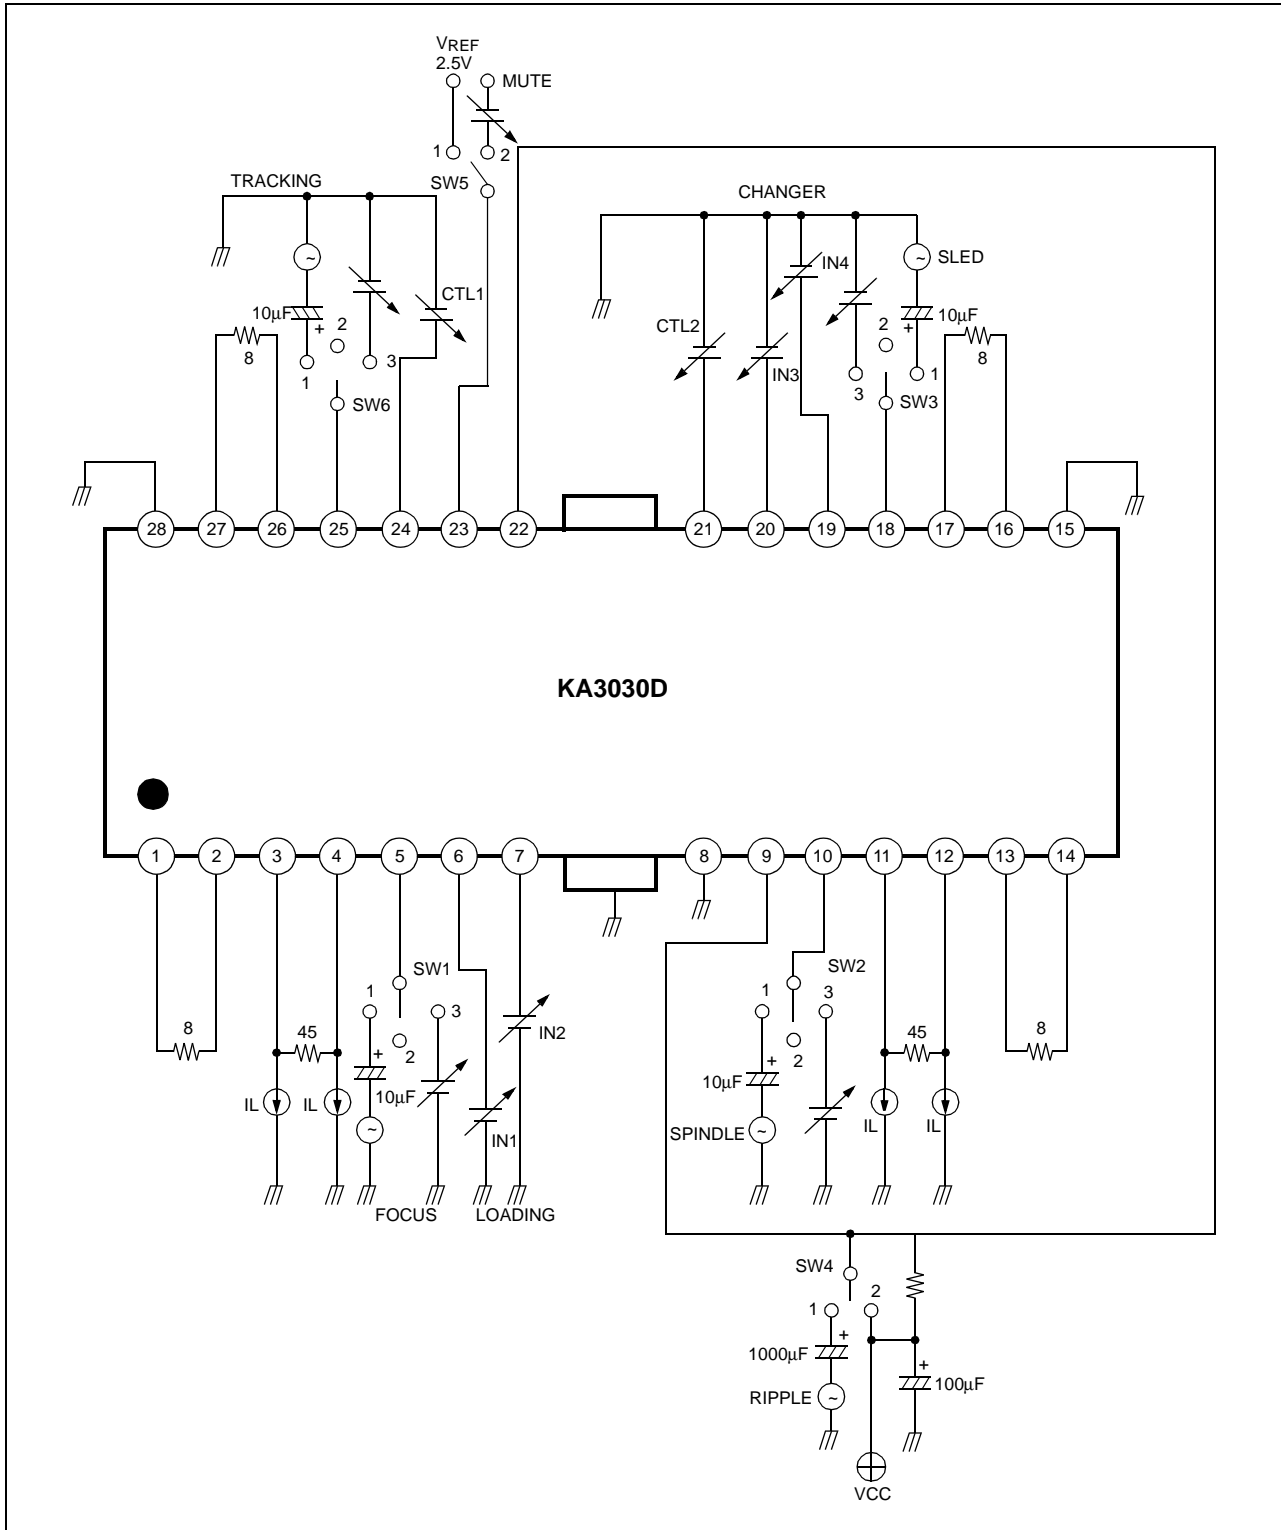 VREF
2.5V
MUTE
1
2
SW5
TRACKING
CHANGER
~
CTL1
10μF
+
2
8
1
3
SW6
IN4
~
SLED
CTL2
IN3
2
10μF
+
8
3
1
SW3
28
27
26
25
24
23
22
21
20
19
18
17
16
15
KA3030D
1
2
3
4
5
6
7
8
9
10
11
12
13
14
SW1
1
3
2
8
45
+
10μF
IN2
IL
IL
~
IN1
FOCUS
LOADING
SW2
1
3
2
+
10μF
45
8
SPINDLE
~
IL
IL
SW4
1
2
+
1000μF
+
100μF
RIPPLE
~
VCC